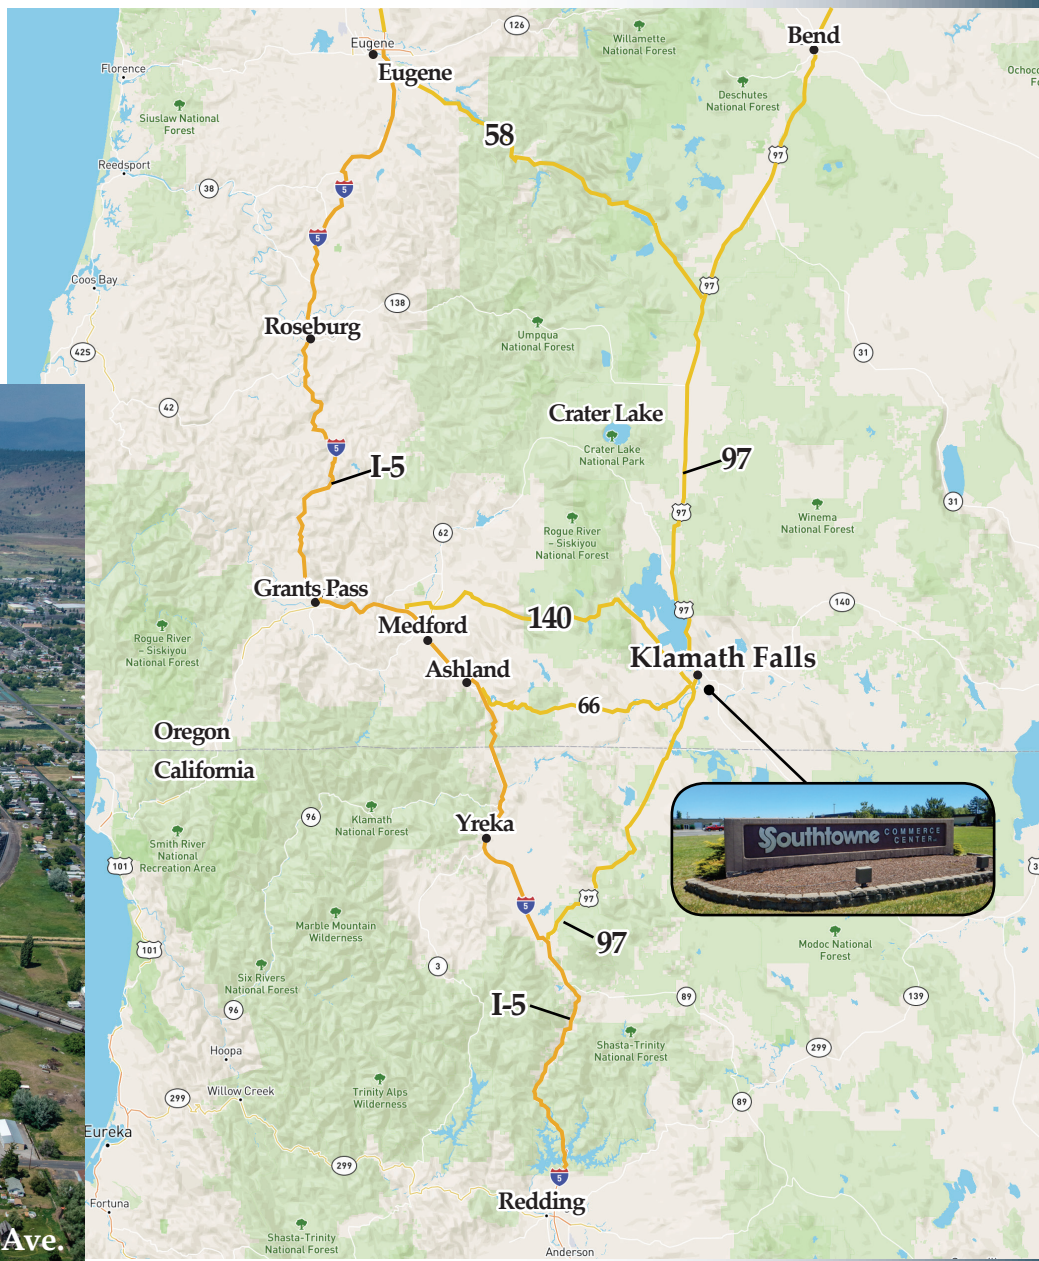 126
Willamette
National Forest
Bend
Eugene
Eugene
Florence
Deschutes
National Forest
Siuslaw National
Forest
58
97
Reedsport
38
5
5
Coos Bay
97
138
Roseburg
Umpqua
National Forest
425
31
42
Crater Lake
Crater Lake
National Park
5
I-5
97
31
97
Winema
National Forest
62
Rogue River
– Siskiyou
National Forest
Grants Pass
140
97
140
Medford
Rogue River
– Siskiyou
National Forest
Klamath Falls
Ashland
66
Oregon
California
96
Klamath
National Forest
Yreka
Southtowne COMMERCE
CENTER
Smith River
National
Recreation Area
101
5
97
Marble Mountain
Wilderness
97
Modoc National
Forest
101
3
Six Rivers
National Forest
96
I-5
89
139
Shasta-Trinity
National Forest
299
Hoopa
Trinity Alps
Wilderness
Willow Creek
299
89
Eureka
299
5
Redding
Fortuna
Shasta-Trinity
National Forest
Anderson
Ave.